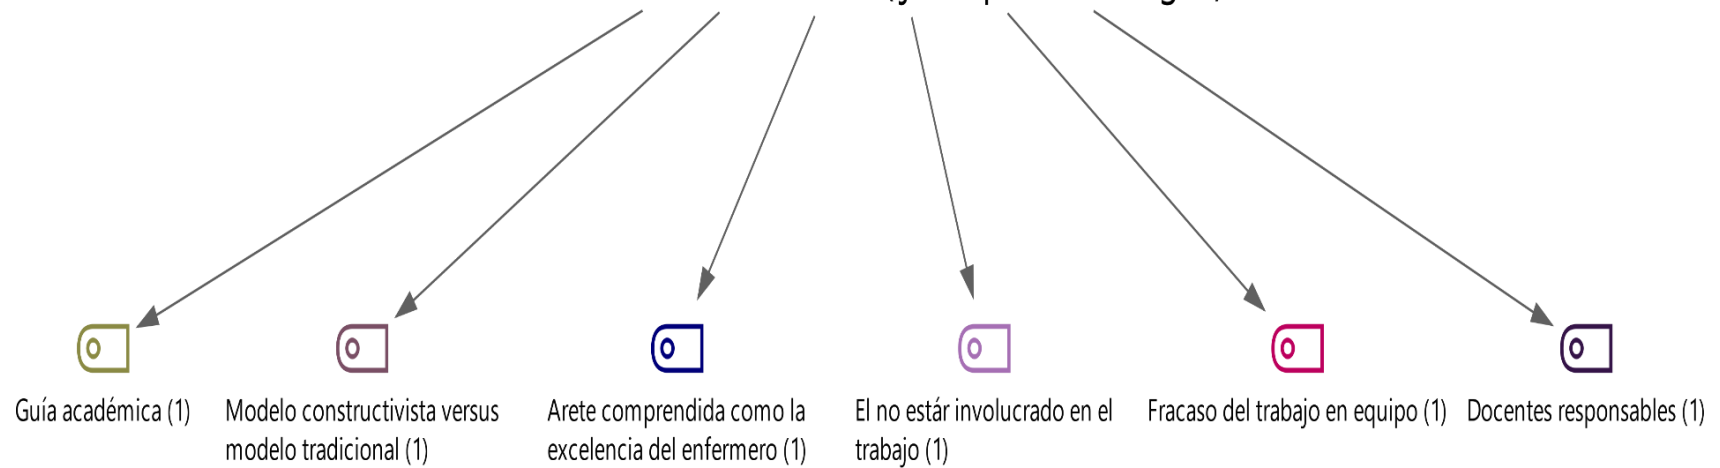 Guía académica (1)
Modelo constructivista versus
modelo tradicional (1)
Arete comprendida como la
excelencia del enfermero (1)
El no estár involucrado en el
trabajo (1)
Fracaso del trabajo en equipo (1)
Docentes responsables (1)